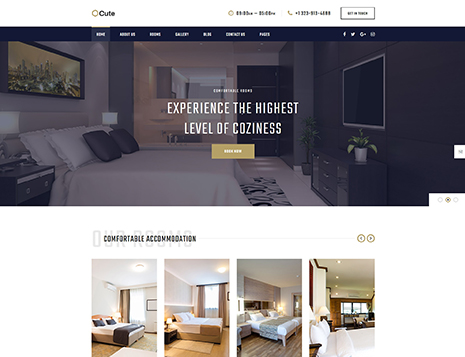 Cute
09:00AM — 05:00PM
+1 323-913-4688
GET IN TOUCH
HOME ABOUT US ROOMS GALLERY BLOG CONTACT US PAGES
COMFORTABLE ROOMS
EXPERIENCE THE HIGHEST
LEVEL OF COZINESS
BOOK NOW
OUR ROOMS
COMFORTABLE ACCOMMODATION